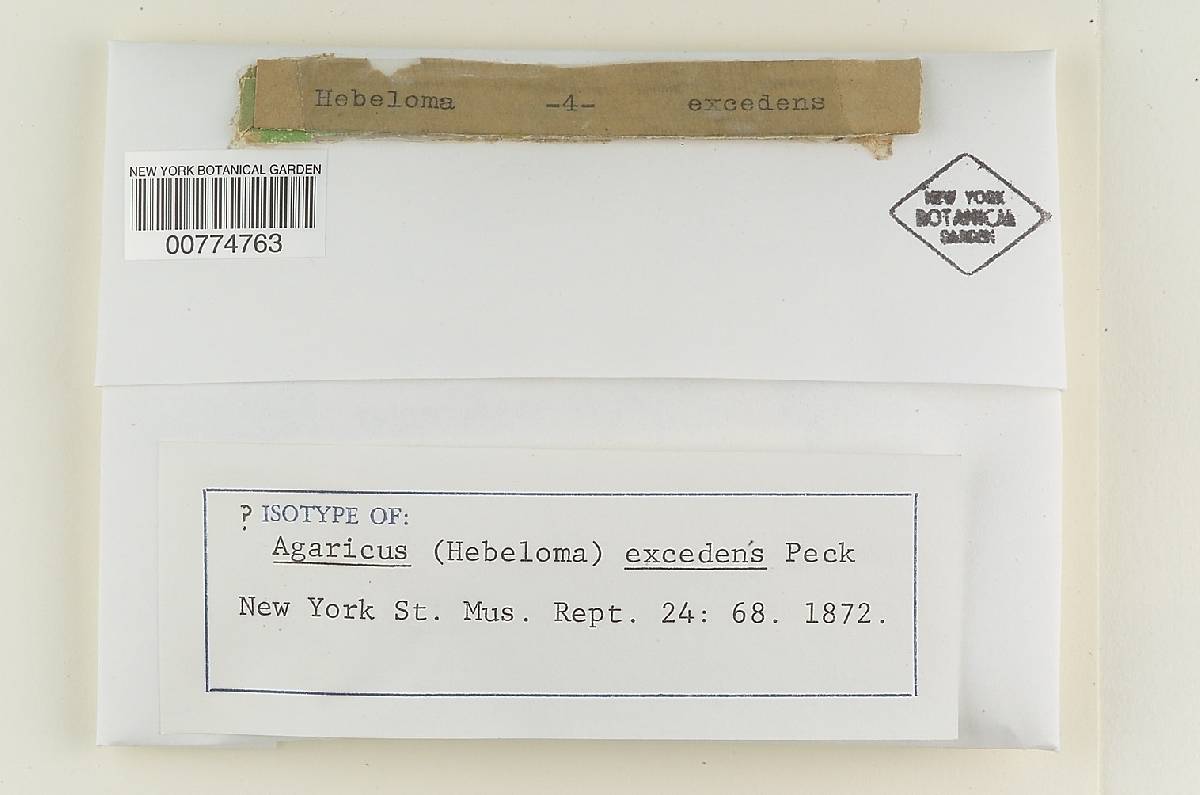 Hebeloma -4- excedens
NEW YORK BOTANICAL GARDEN
00774763
NEW YORK
BOTANICAL
GARDEN
? ISOTYPE OF:
Agaricus (Hebeloma) excedens Peck
New York St. Mus. Rept. 24: 68. 1872.